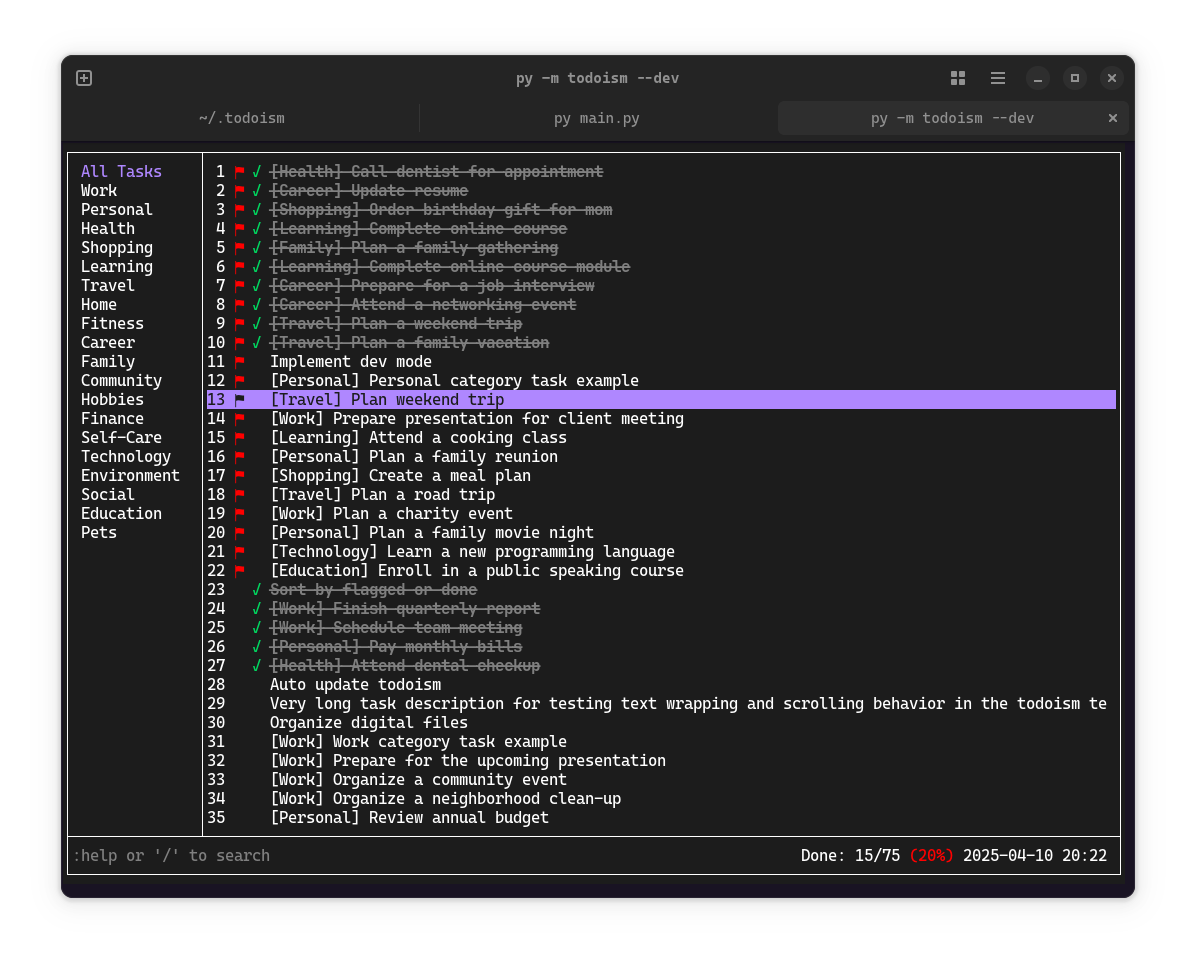 py -m todoism --dev
~/.todoism
py main.py
py -m todoism --dev
All Tasks
Work
Personal
Health
Shopping
Learning
Travel
Home
Fitness
Career
Family
Community
Hobbies
Finance
Self-Care
Technology
Environment
Social
Education
Pets
1 ✓ [Health] Call dentist for appointment
2 ✓ [Career] Update resume
3 ✓ [Shopping] Order birthday gift for mom
4 ✓ [Learning] Complete online course
5 ✓ [Family] Plan a family gathering
6 ✓ [Learning] Complete online course module
7 ✓ [Career] Prepare for a job interview
8 ✓ [Career] Attend a networking event
9 ✓ [Travel] Plan a weekend trip
10 ✓ [Travel] Plan a family vacation
11 Implement dev mode
12 [Personal] Personal category task example
13 [Travel] Plan weekend trip
14 [Work] Prepare presentation for client meeting
15 [Learning] Attend a cooking class
16 [Personal] Plan a family reunion
17 [Shopping] Create a meal plan
18 [Travel] Plan a road trip
19 [Work] Plan a charity event
20 [Personal] Plan a family movie night
21 [Technology] Learn a new programming language
22 [Education] Enroll in a public speaking course
23 ✓ Sort by flagged or done
24 ✓ [Work] Finish quarterly report
25 ✓ [Work] Schedule team meeting
26 ✓ [Personal] Pay monthly bills
27 ✓ [Health] Attend dental checkup
28 Auto update todoism
29 Very long task description for testing text wrapping and scrolling behavior in the todoism te
30 Organize digital files
31 [Work] Work category task example
32 [Work] Prepare for the upcoming presentation
33 [Work] Organize a community event
34 [Work] Organize a neighborhood clean-up
35 [Personal] Review annual budget
:help or '/' to search
Done: 15/75 (20%) 2025-04-10 20:22